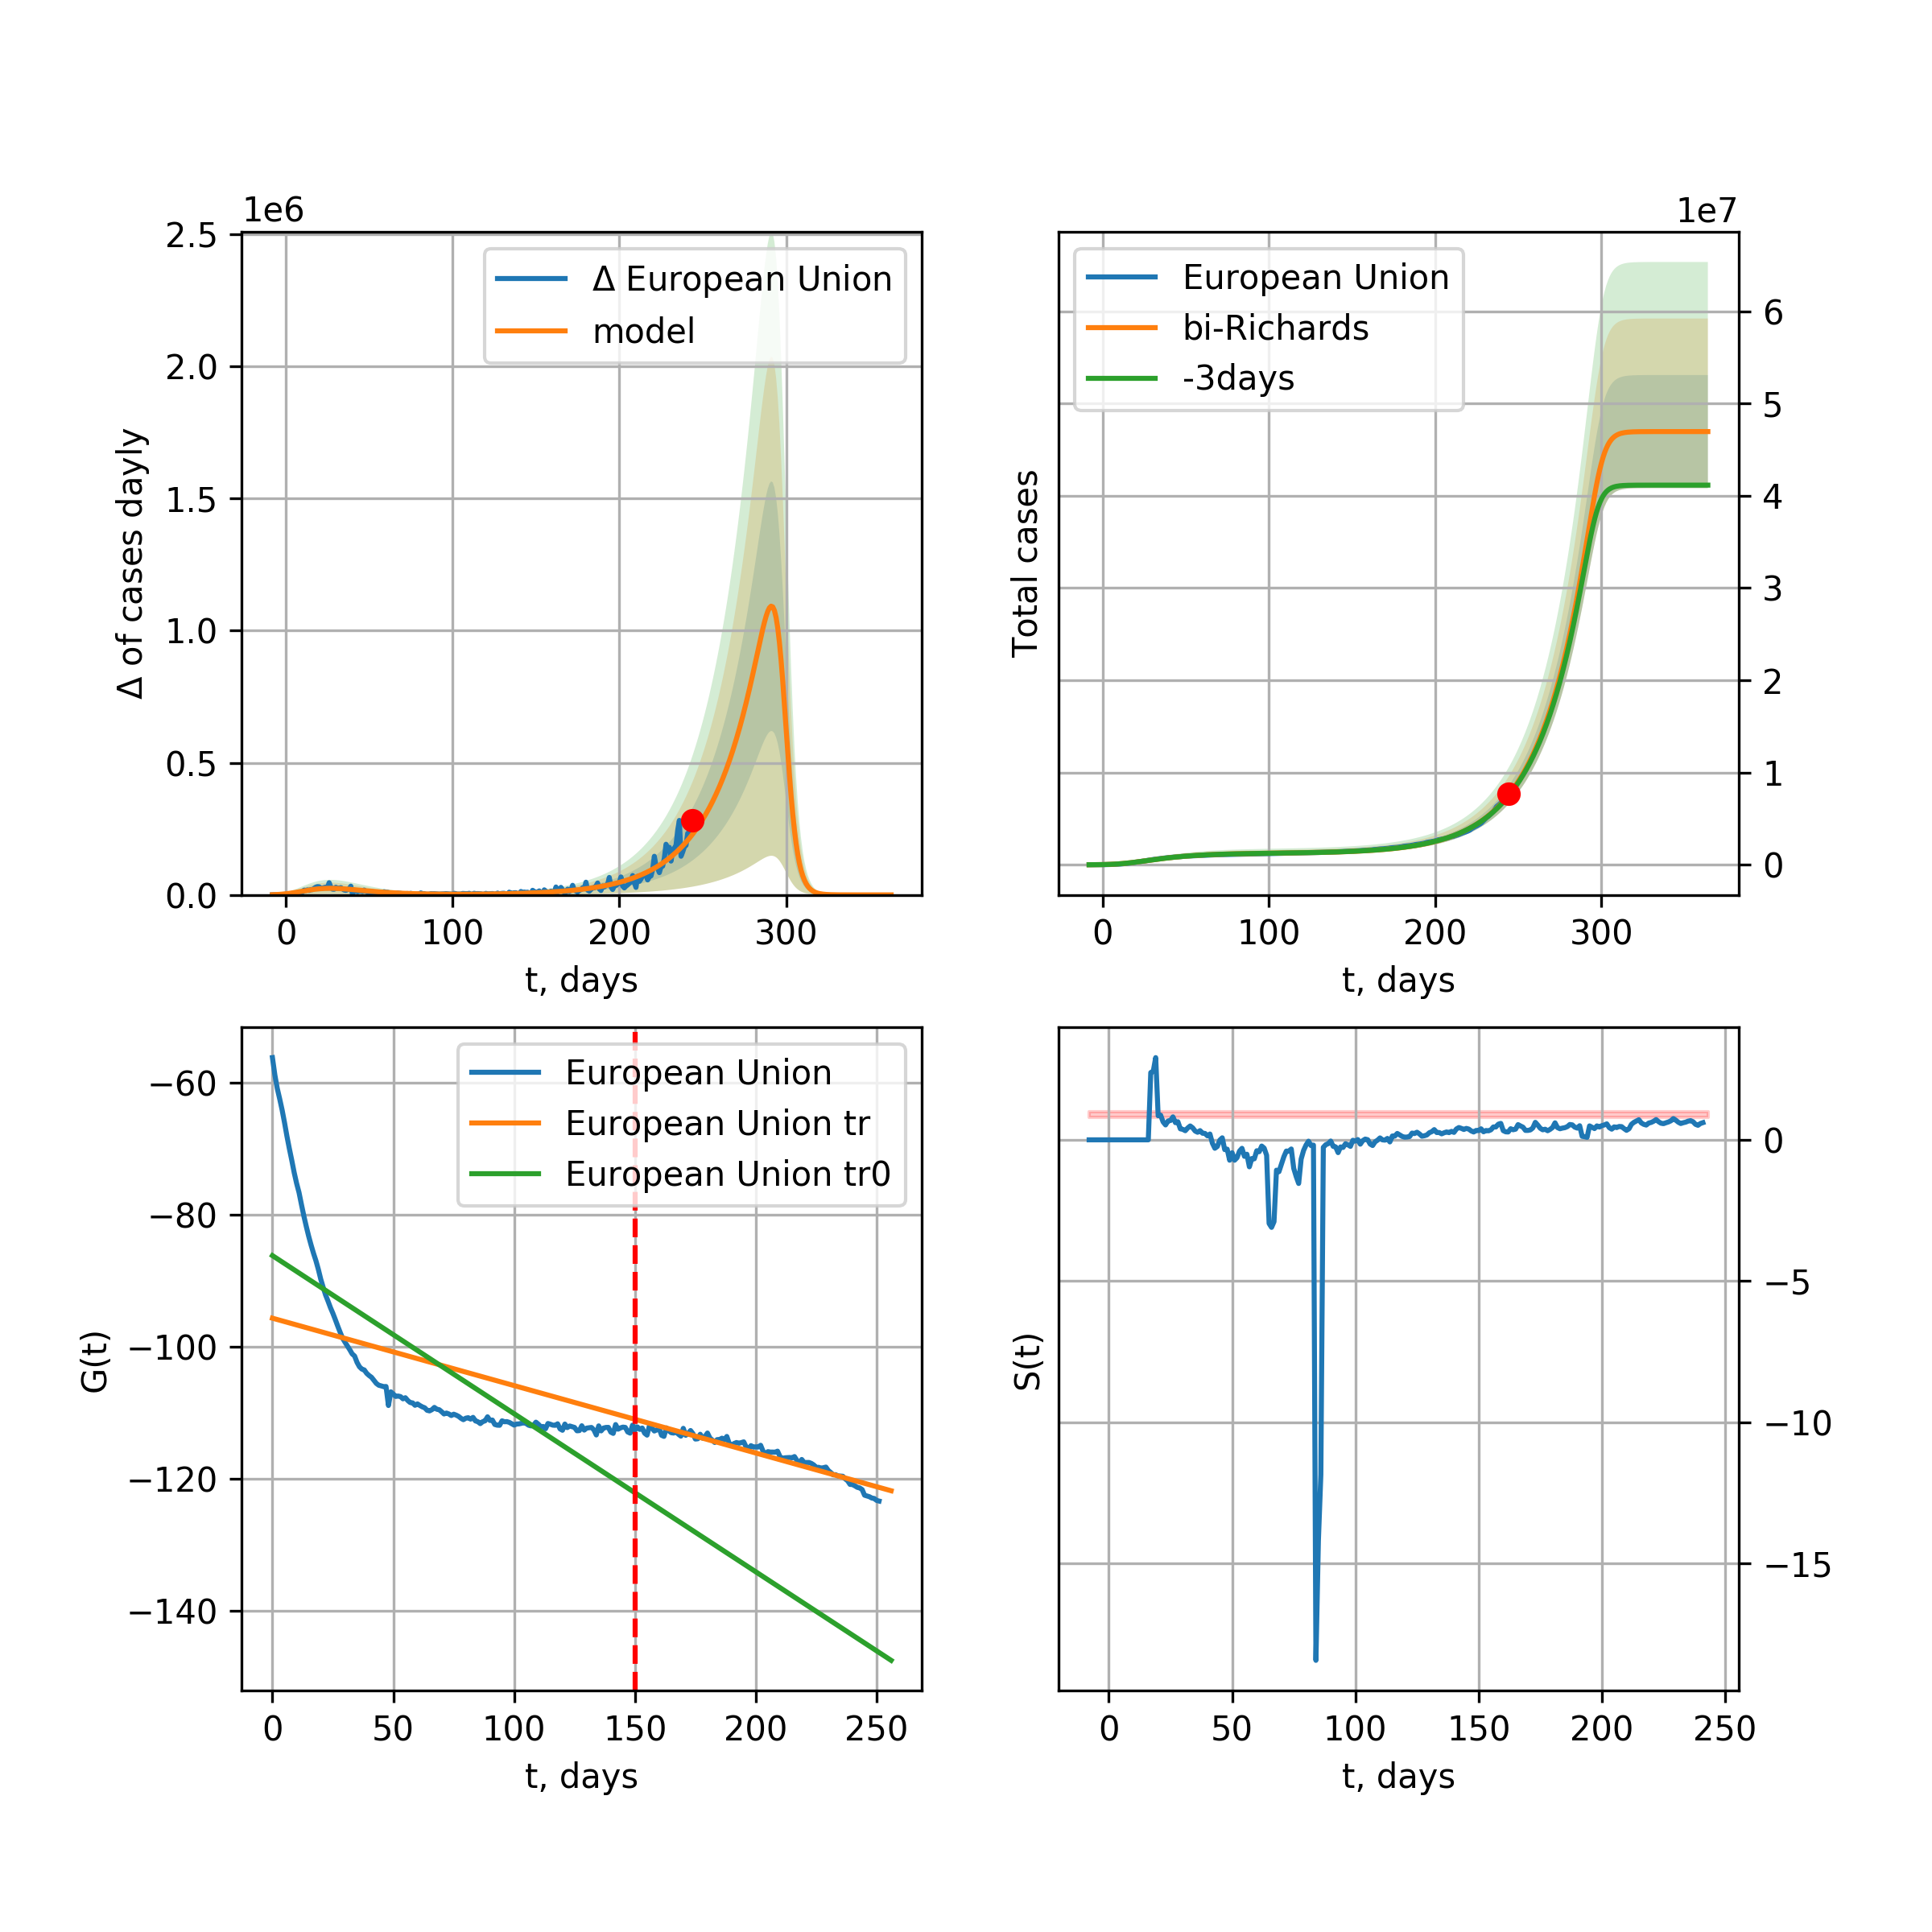 1e6
2.5
2.0
1.5
1.0
0.5
0.0
Δ of cases dayly
Δ European Union
model
0 100 200 300
t, days
1e7
European Union
bi-Richards
-3days
Total cases
6
5
4
3
2
1
0
0 100 200 300
t, days
−60
−80
−100
−120
−140
G(t)
European Union
European Union tr
European Union tr0
0 50 100 150 200 250
t, days
S(t)
0
−5
−10
−15
0 50 100 150 200 250
t, days